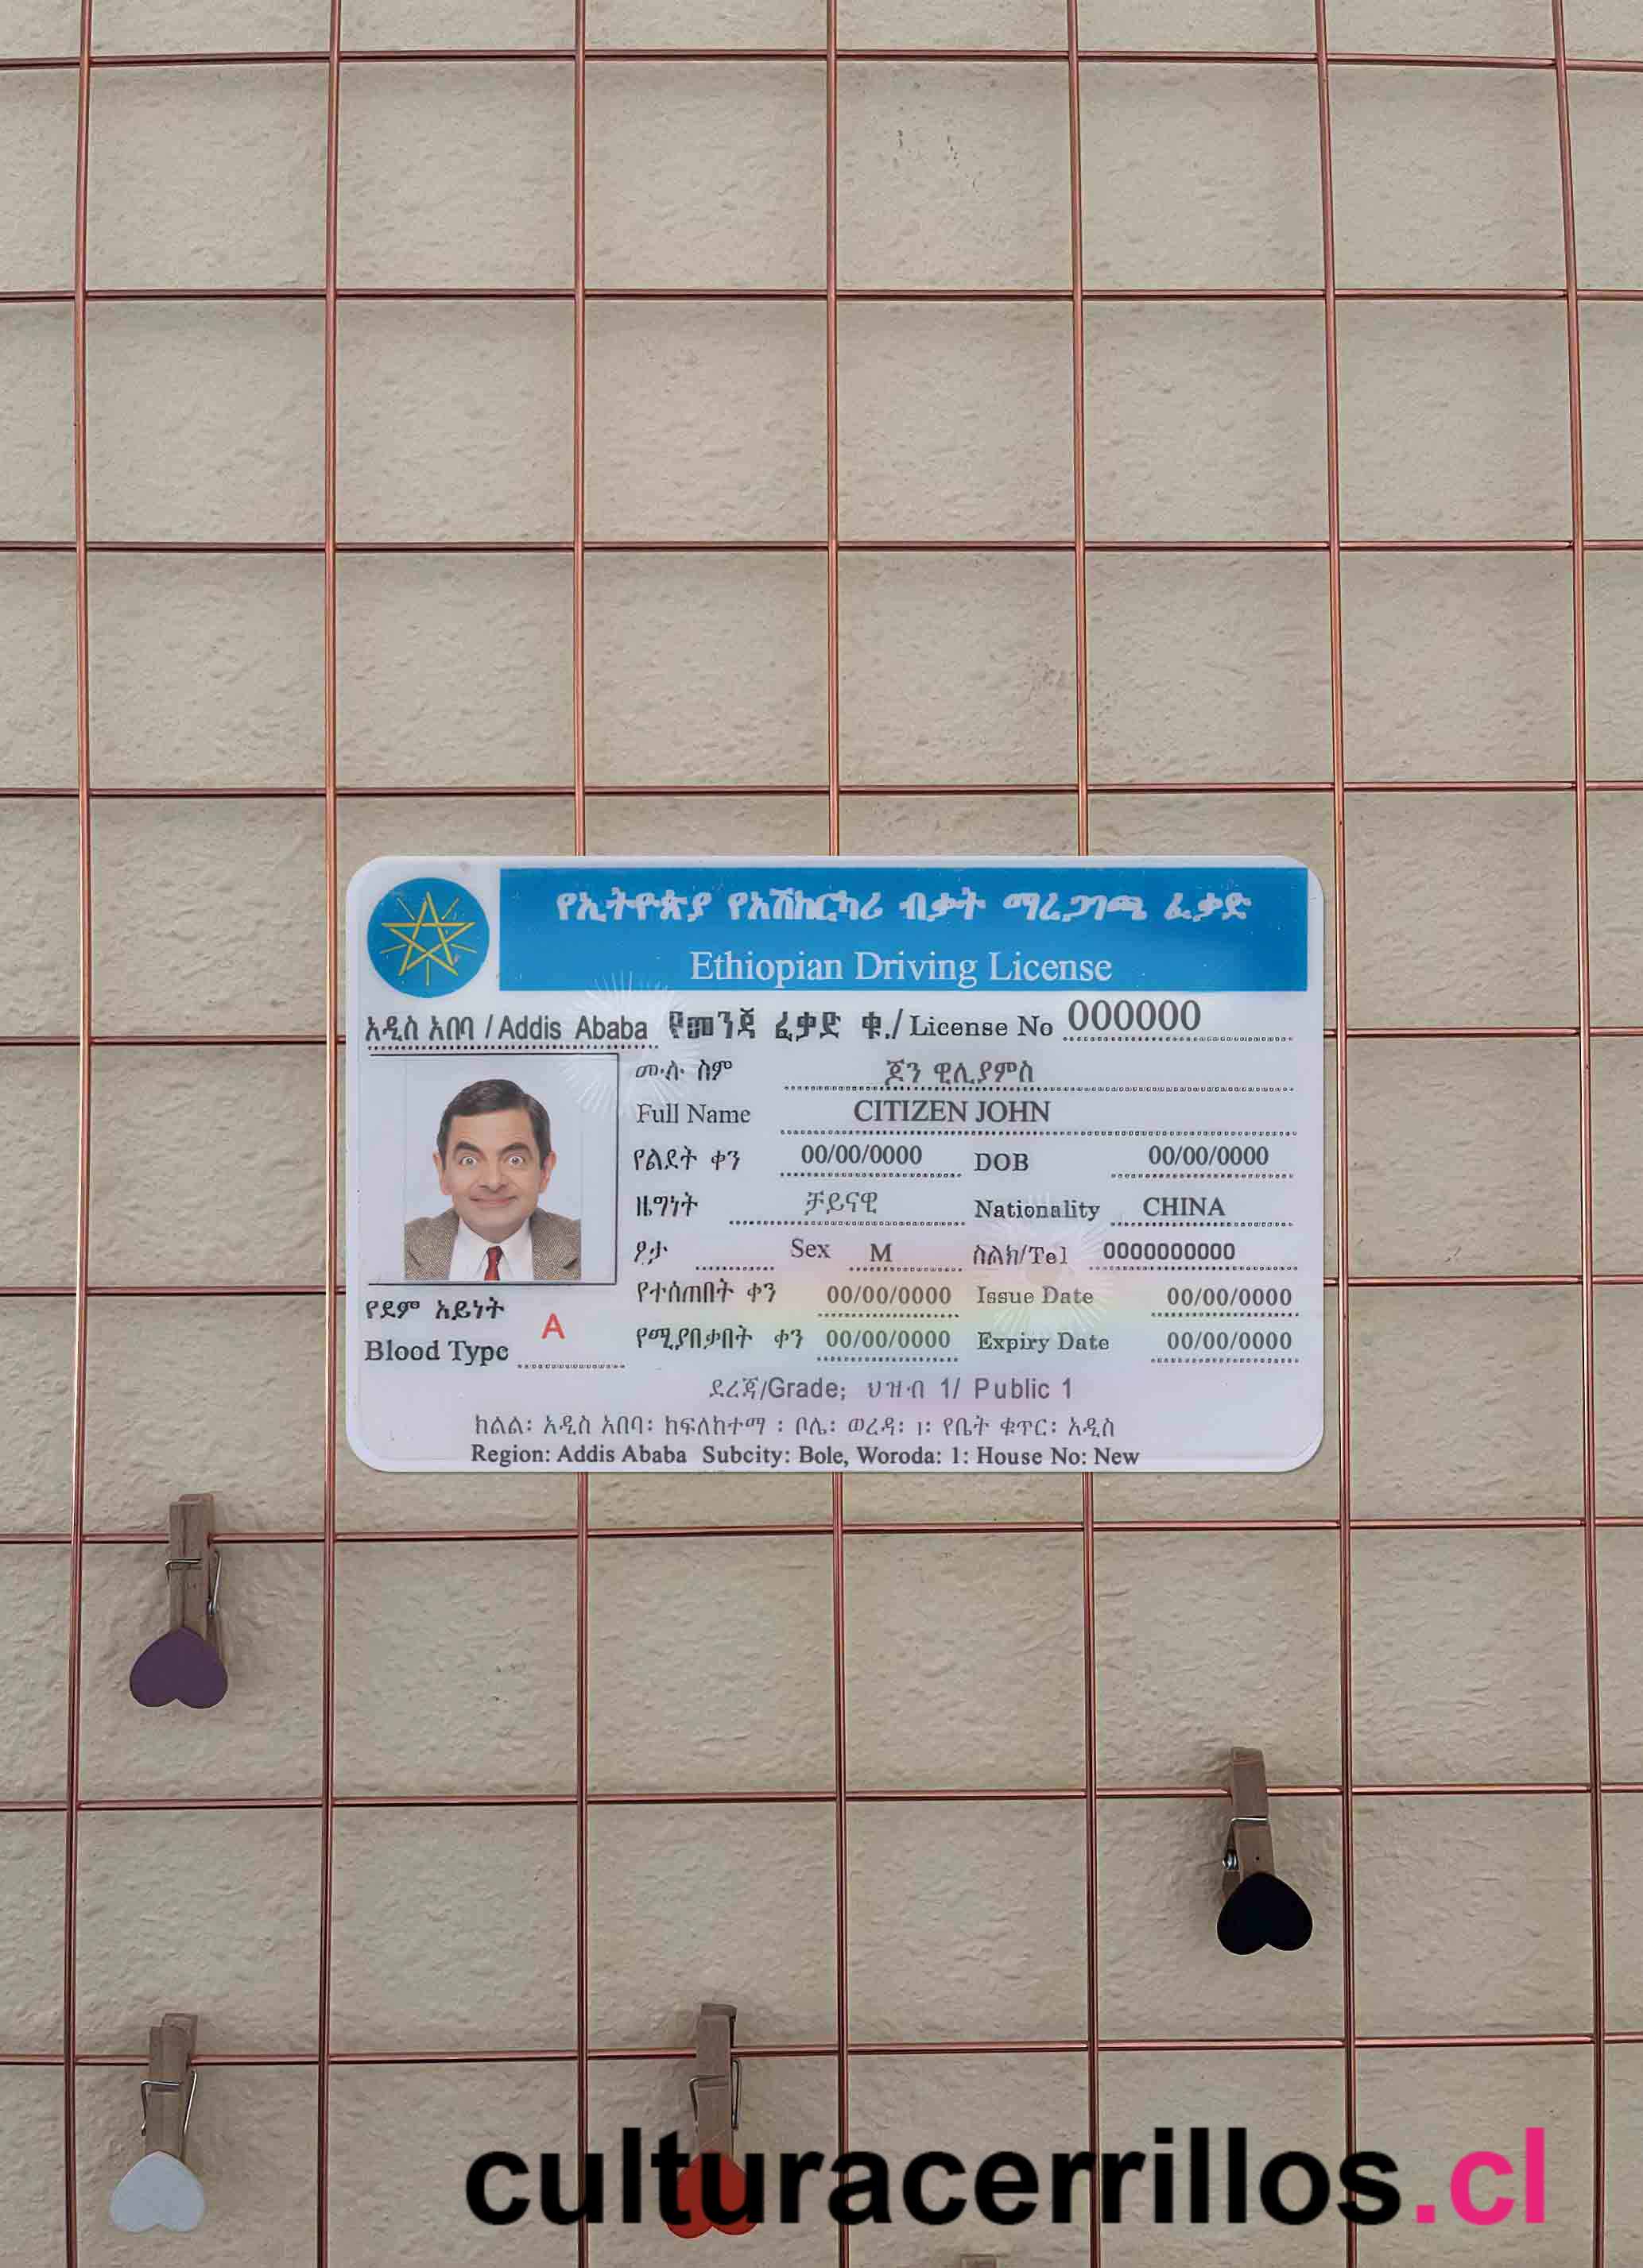 የኢትዮጵያ የአሽከርካሪ ብቃት ማረጋገጫ ፈቃድ
Ethiopian Driving License
አዲስ አበባ / Addis Ababa የመንጃ ፈቃድ ቁ./ License No 000000
ሙሉ ስም ጆን ዊሊያምስ
Full Name CITIZEN JOHN
የልደት ቀን 00/00/0000 DOB 00/00/0000
ዜግነት ቻይናዊ Nationality CHINA
ፆታ Sex M ስልክ/Tel 0000000000
የተሰጠበት ቀን 00/00/0000 Issue Date 00/00/0000
የሚያበቃበት ቀን 00/00/0000 Expiry Date 00/00/0000
የደም አይነት
Blood Type A
ደረጃ/Grade; ህዝብ 1/ Public 1
ክልል፡ አዲስ አበባ፡ ክፍለከተማ ፡ ቦሌ፡ ወረዳ፡ ፩፡ የቤት ቁጥር፡ አዲስ
Region: Addis Ababa Subcity: Bole, Woroda: 1: House No: New
culturacerrillos.cl